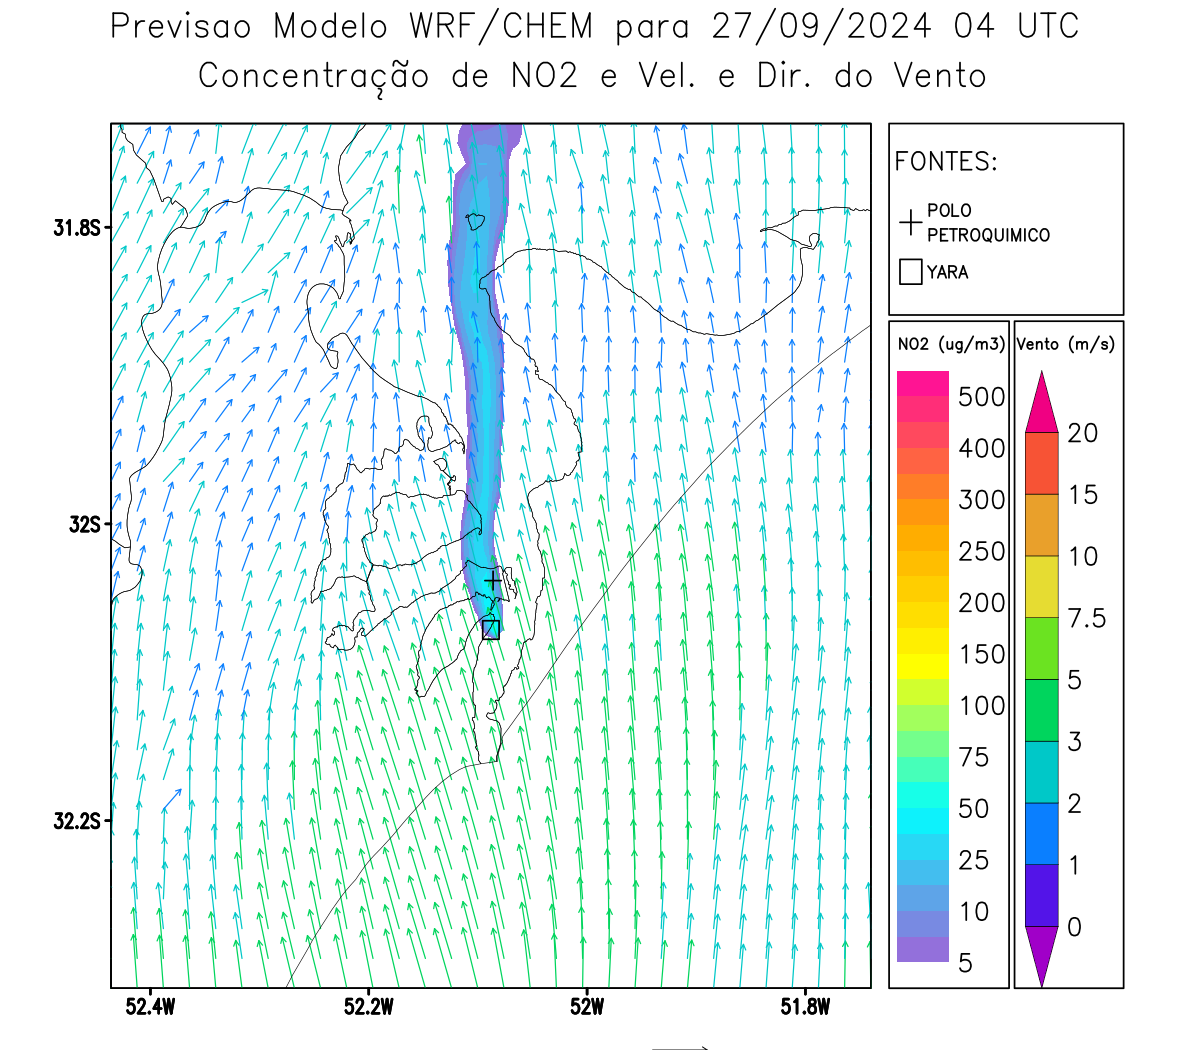 Previsao Modelo WRF/CHEM para 27/09/2024 04 UTC
Concentração de NO2 e Vel. e Dir. do Vento
FONTES:
POLO
PETROQUIMICO
YARA
NO2 (ug/m3)
500
400
300
250
200
150
100
75
50
25
10
5
Vento (m/s)
20
15
10
7.5
5
3
2
1
0
31.8S
32S
32.2S
52.4W
52.2W
52W
51.8W